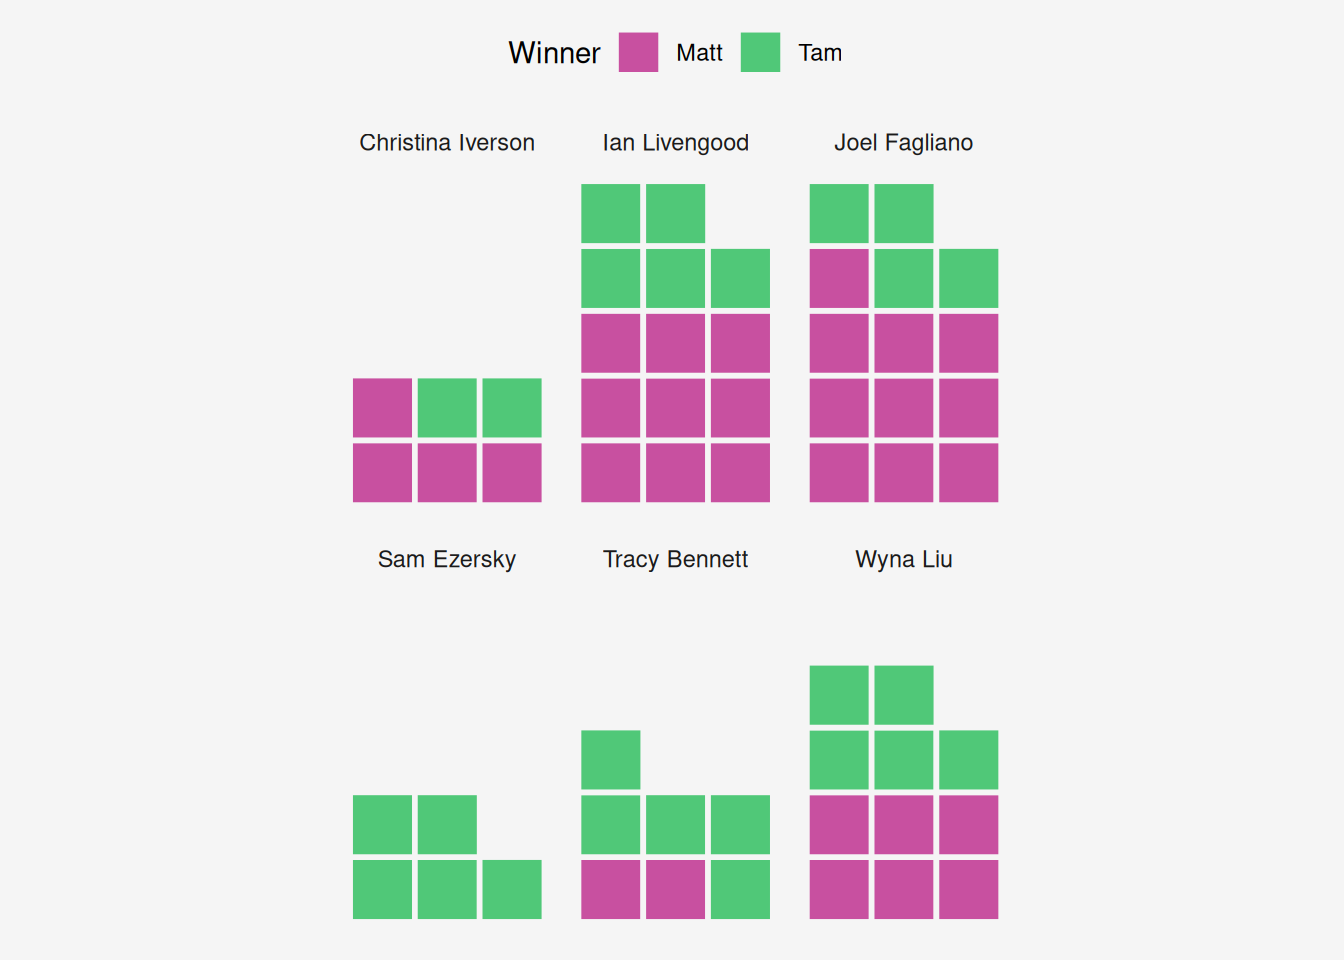 Winner Matt Tam
Christina Iverson Ian Livengood Joel Fagliano
Sam Ezersky Tracy Bennett Wyna Liu